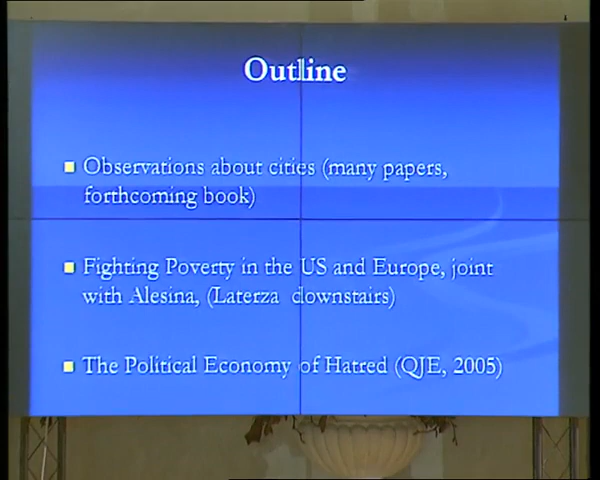 Outline
Observations about cities (many papers,
forthcoming book)
Fighting Poverty in the US and Europe, joint
with Alesina, (Laterza downstairs)
The Political Economy of Hatred (QJE, 2005)